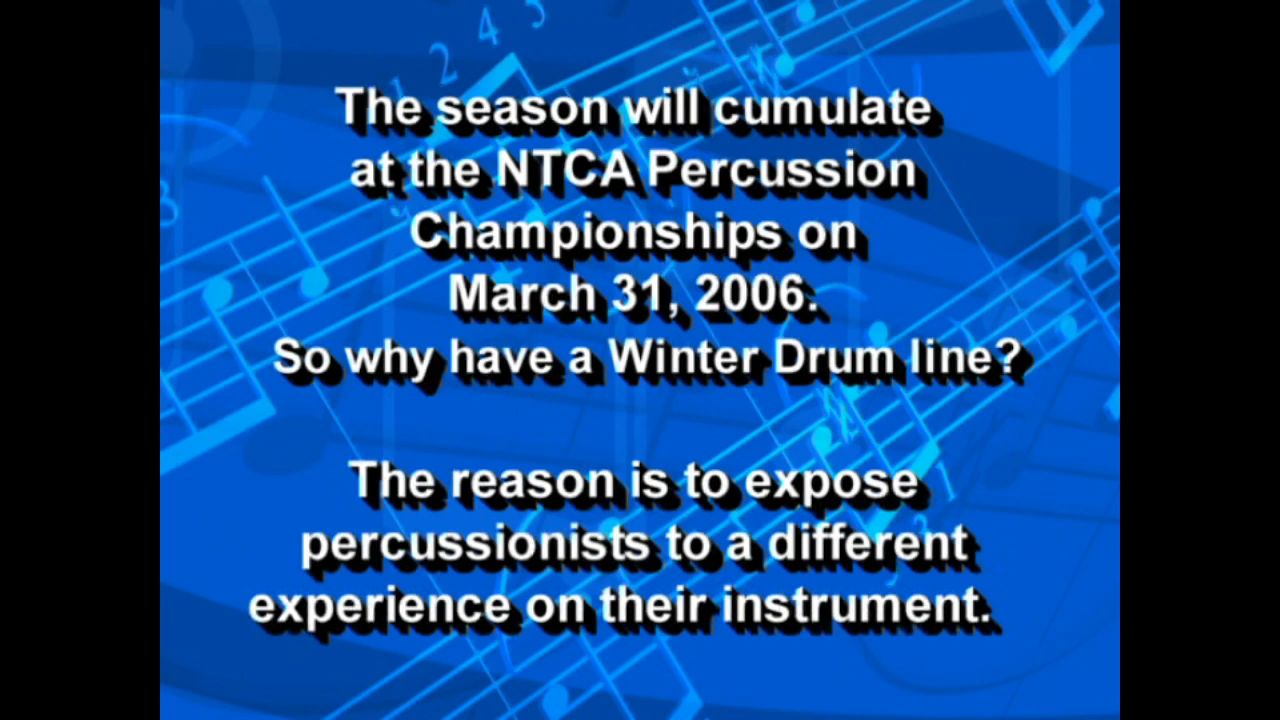 The season will cumulate
at the NTCA Percussion
Championships on
March 31, 2006.
So why have a Winter Drum line?
The reason is to expose
percussionists to a different
experience on their instrument.